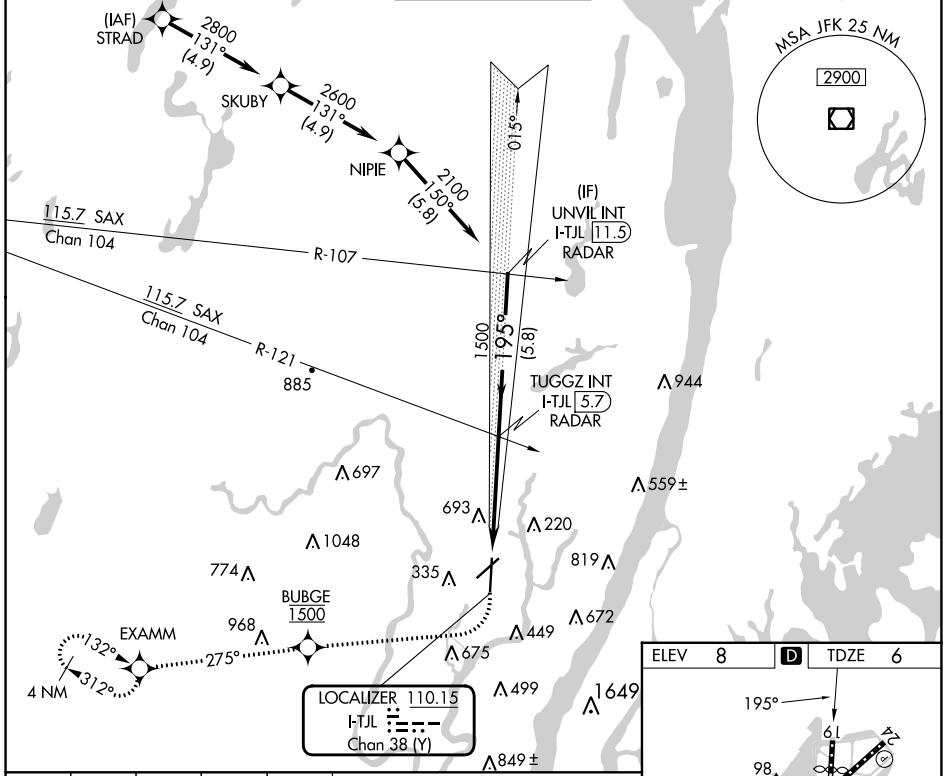 (IAF)
STRAD
2800
131°
(4.9)
SKUBY
2600
131°
(4.9)
NIPIE
2100
150°
(5.8)
015°
MSA JFK 25 NM
2900
115.7 SAX
Chan 104
R-107
(IF)
UNVIL INT
I-TJL 11.5
RADAR
115.7 SAX
Chan 104
R-121
885
1500
195°
(5.8)
TUGGZ INT
I-TJL 5.7
RADAR
944
697
559±
693
220
1048
774
335
819
BUBGE
1500
672
968
449
EXAMM
132°
312°
4 NM
275°
675
499
1649
LOCALIZER 110.15
I-TJL
Chan 38 (Y)
849±
ELEV 8 D TDZE 6
195°
19
24
98